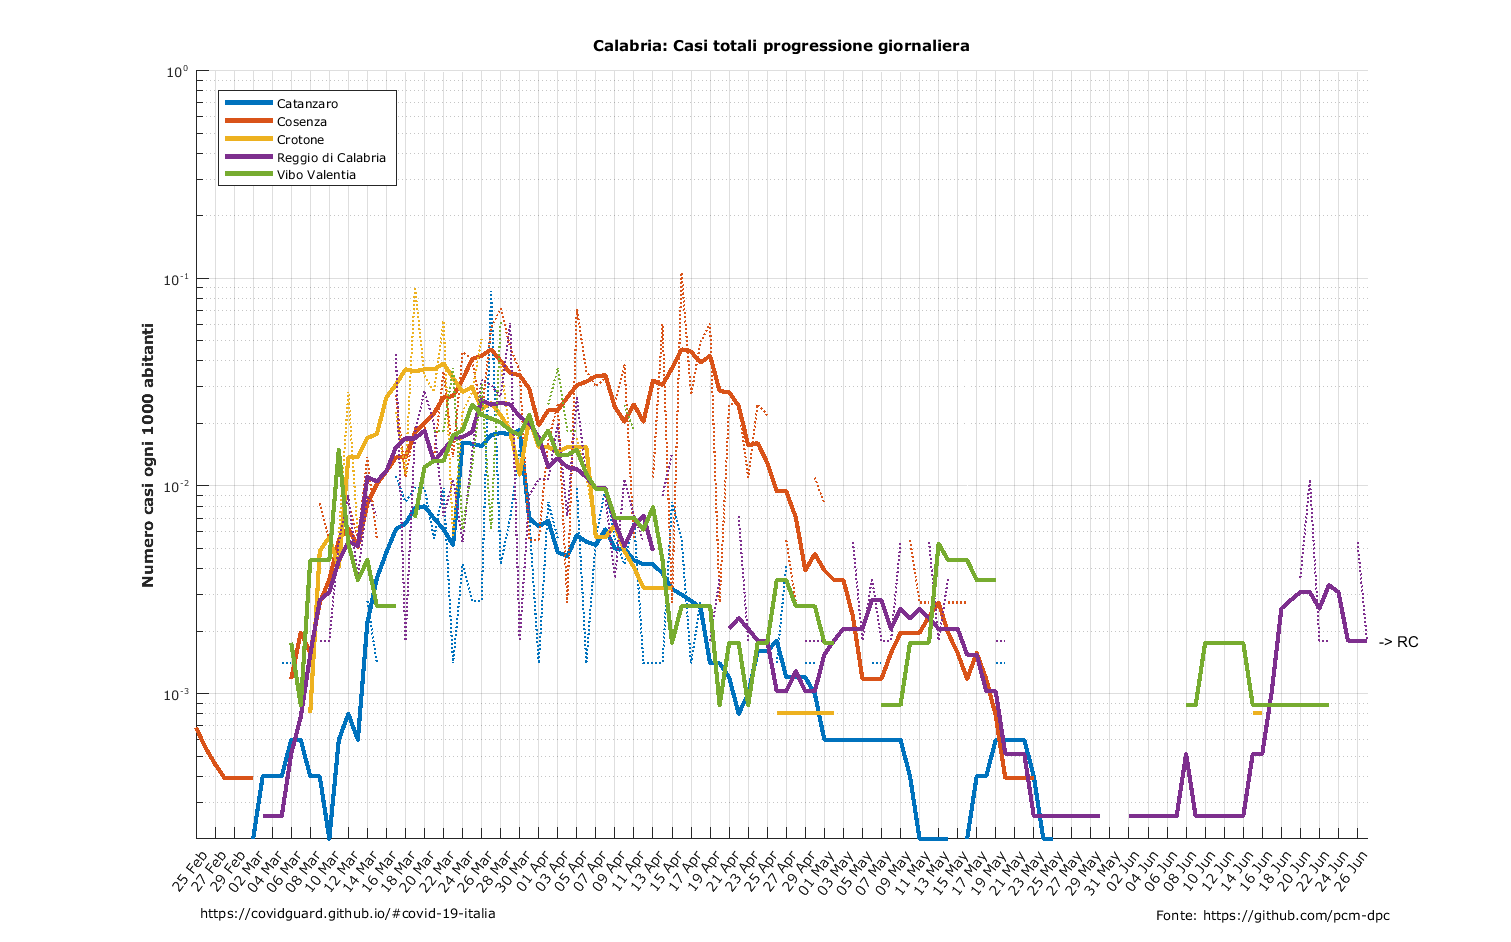 Calabria: Casi totali progressione giornaliera
10⁰
10⁻¹
10⁻²
10⁻³
Numero casi ogni 1000 abitanti
Catanzaro
Cosenza
Crotone
Reggio di Calabria
Vibo Valentia
-> RC
25 Feb
27 Feb
29 Feb
02 Mar
04 Mar
06 Mar
08 Mar
10 Mar
12 Mar
14 Mar
16 Mar
18 Mar
20 Mar
22 Mar
24 Mar
26 Mar
28 Mar
30 Mar
01 Apr
03 Apr
05 Apr
07 Apr
09 Apr
11 Apr
13 Apr
15 Apr
17 Apr
19 Apr
21 Apr
23 Apr
25 Apr
27 Apr
29 Apr
01 May
03 May
05 May
07 May
09 May
11 May
13 May
15 May
17 May
19 May
21 May
23 May
25 May
27 May
29 May
31 May
02 Jun
04 Jun
06 Jun
08 Jun
10 Jun
12 Jun
14 Jun
16 Jun
18 Jun
20 Jun
22 Jun
24 Jun
26 Jun
https://covidguard.github.io/#covid-19-italia
Fonte: https://github.com/pcm-dpc